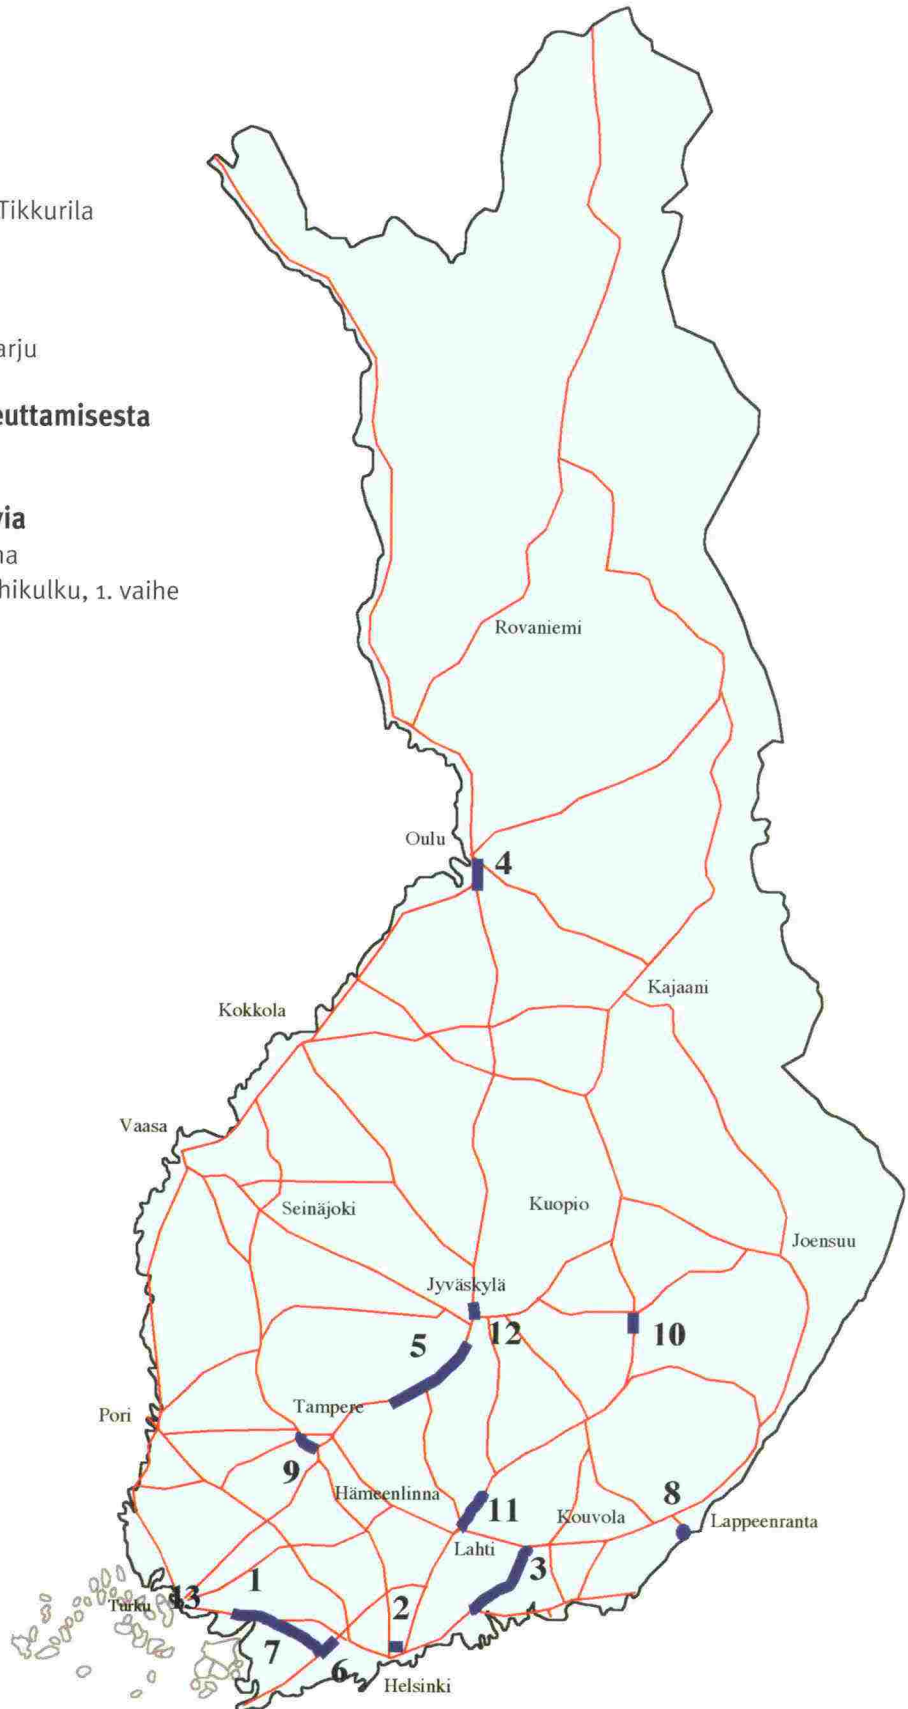 Tikkurila
arju
euttamisesta
via
na
hikulku, 1. vaihe
Rovaniemi
Oulu
4
Kajaani
Kokkola
Vaasa
Seinäjoki
Kuopio
Joensuu
Jyväskylä
5
12
10
Tampere
Pori
9
Hämeenlinna
11
8
Kouvola
Lappeenranta
Lahti
3
1
13
Turku
2
7
6
Helsinki